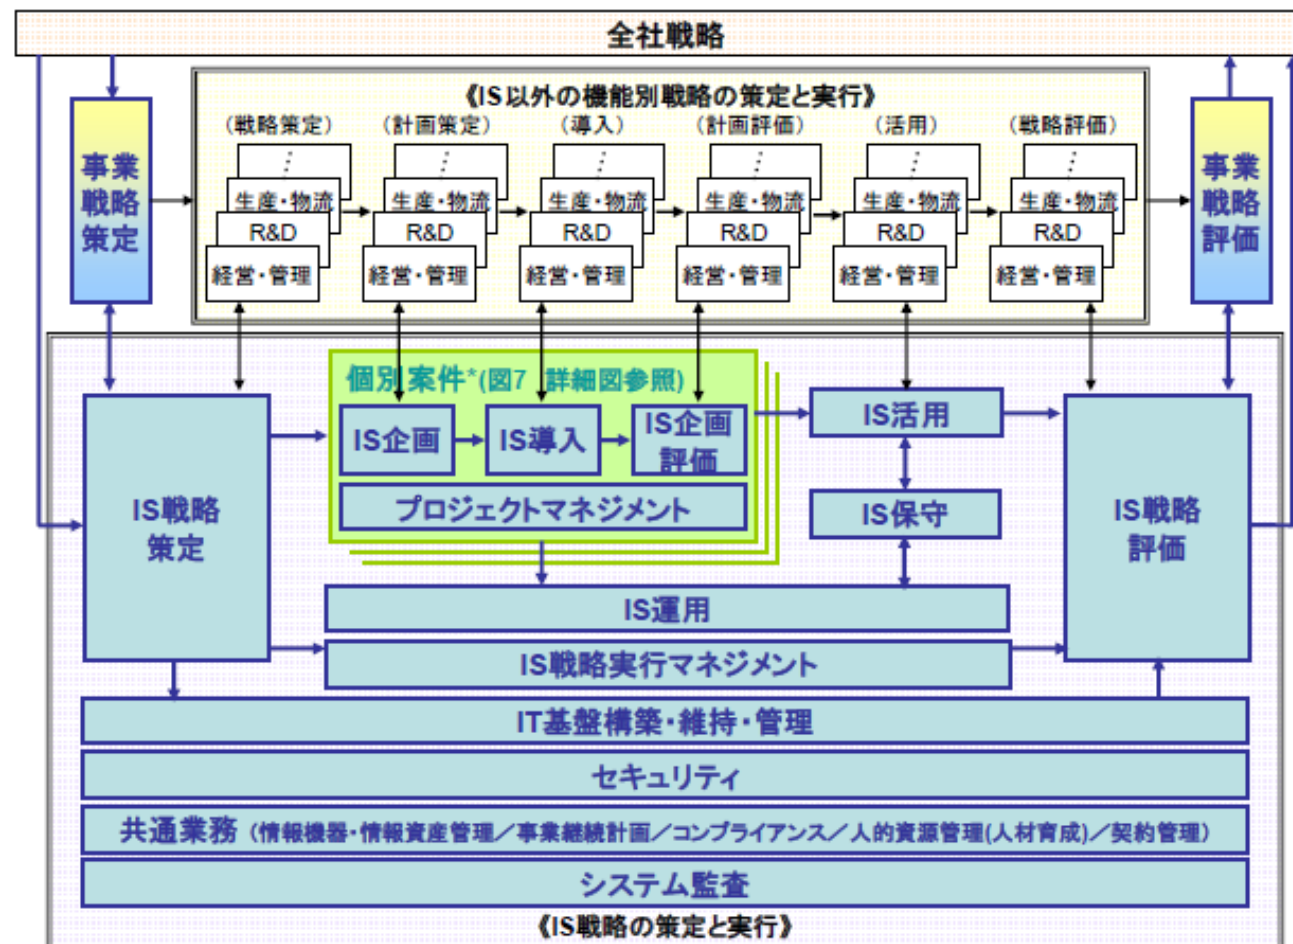 全社戦略
《IS以外の機能別戦略の策定と実行》
(戦略策定)
(計画策定)
(導入)
(計画評価)
(活用)
(戦略評価)
事業
戦略
策定
生産・物流
R&D
経営・管理
生産・物流
R&D
経営・管理
生産・物流
R&D
経営・管理
生産・物流
R&D
経営・管理
生産・物流
R&D
経営・管理
生産・物流
R&D
経営・管理
事業
戦略
評価
個別案件*(図7 詳細図参照)
IS戦略
策定
IS企画
IS導入
IS企画
評価
プロジェクトマネジメント
IS活用
IS保守
IS戦略
評価
IS運用
IS戦略実行マネジメント
IT基盤構築・維持・管理
セキュリティ
共通業務(情報機器・情報資産管理/事業継続計画/コンプライアンス/人的資源管理(人材育成)/契約管理)
システム監査
《IS戦略の策定と実行》